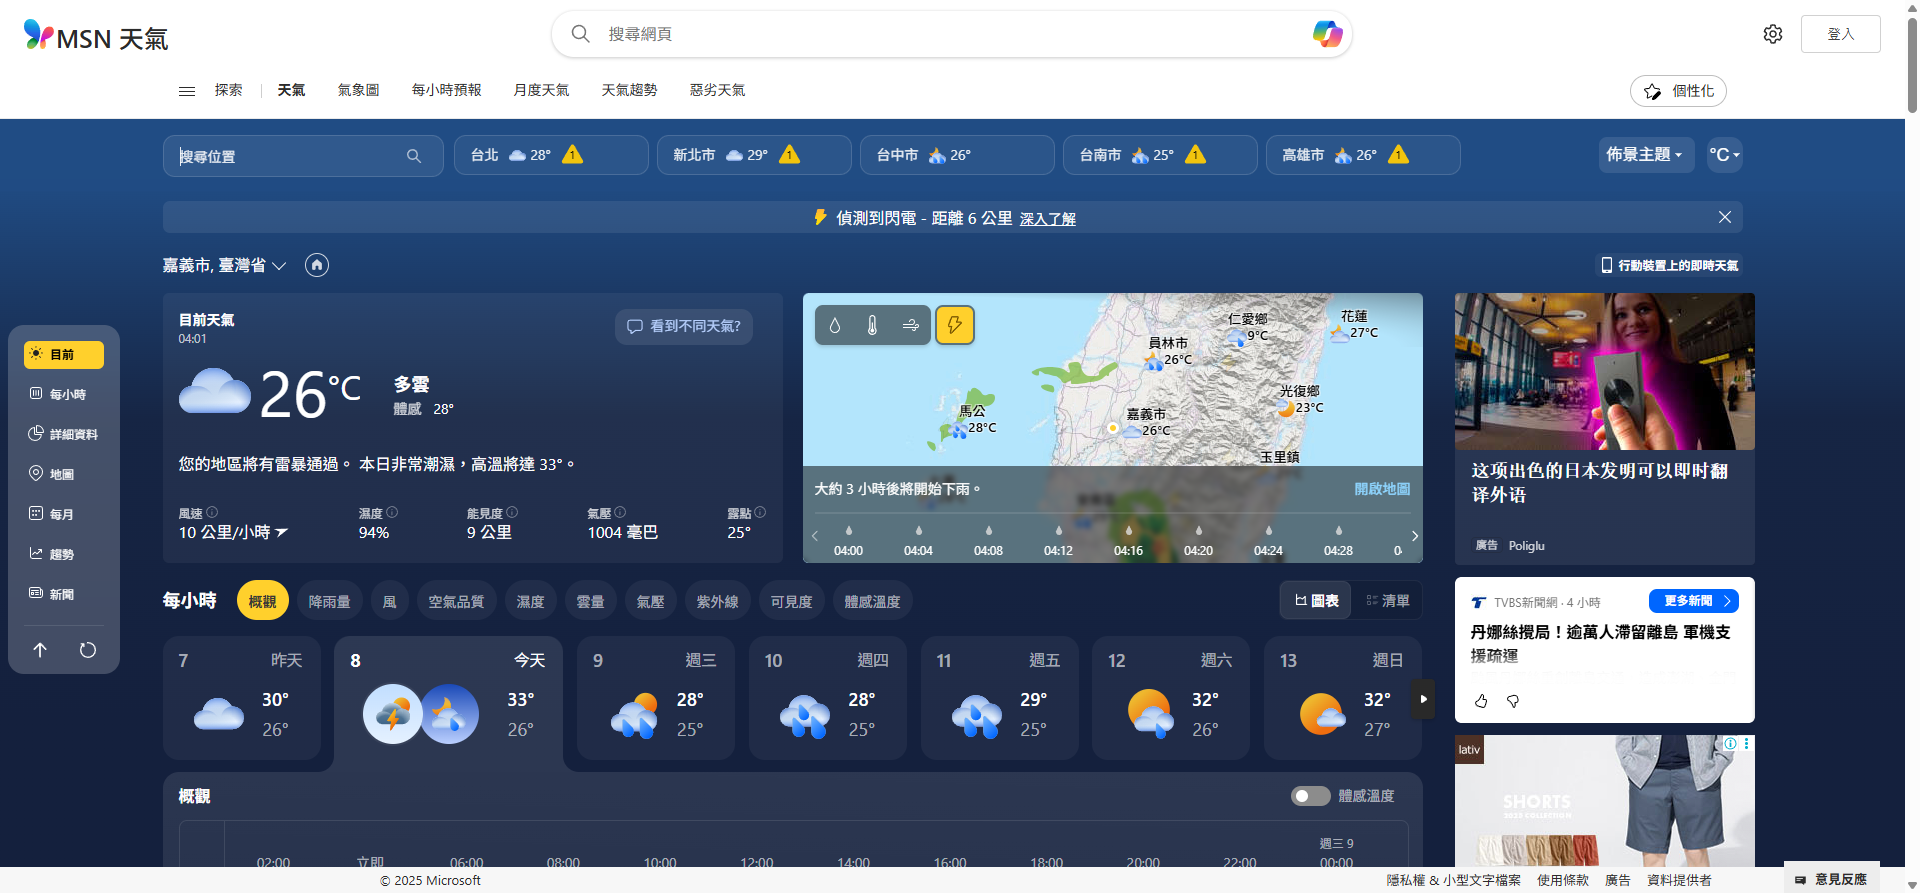 MSN 天氣
搜尋網頁
登入
探索
天氣
氣象圖
每小時預報
月度天氣
天氣趨勢
惡劣天氣
個性化
搜尋位置
台北 28° 1
新北市 29° 1
台中市 26°
台南市 25° 1
高雄市 26° 1
佈景主題
°C
偵測到閃電 - 距離 6 公里 深入了解
嘉義市, 臺灣省
行動裝置上的即時天氣
目前
每小時
詳細資料
地圖
每月
趨勢
新聞
目前天氣
04:01
看到不同天氣?
26°C
多雲
體感 28°
您的地區將有雷暴通過。 本日非常潮濕，高溫將達 33°。
風速
10 公里/小時
濕度
94%
能見度
9 公里
氣壓
1004 毫巴
露點
25°
仁愛鄉
9°C
花蓮
27°C
員林市
26°C
光復鄉
23°C
馬公
28°C
嘉義市
26°C
玉里鎮
大約 3 小時後將開始下雨。
開啟地圖
04:00 04:04 04:08 04:12 04:16 04:20 04:24 04:28
这项出色的日本发明可以即时翻
译外语
廣告 Poliglu
TVBS新聞網 · 4 小時
更多新聞
丹娜絲攪局！逾萬人滯留離島 軍機支
援疏運
lativ
SHORTS
2025 COLLECTION
每小時
概觀
降雨量
風
空氣品質
濕度
雲量
氣壓
紫外線
可見度
體感溫度
圖表
清單
7 昨天
30°
26°
8 今天
33°
26°
9 週三
28°
25°
10 週四
28°
25°
11 週五
29°
25°
12 週六
32°
26°
13 週日
32°
27°
概觀
體感溫度
週三 9
02:00 立即 06:00 08:00 10:00 12:00 14:00 16:00 18:00 20:00 22:00 00:00
© 2025 Microsoft
隱私權 & 小型文字檔案
使用條款
廣告
資料提供者
意見反應